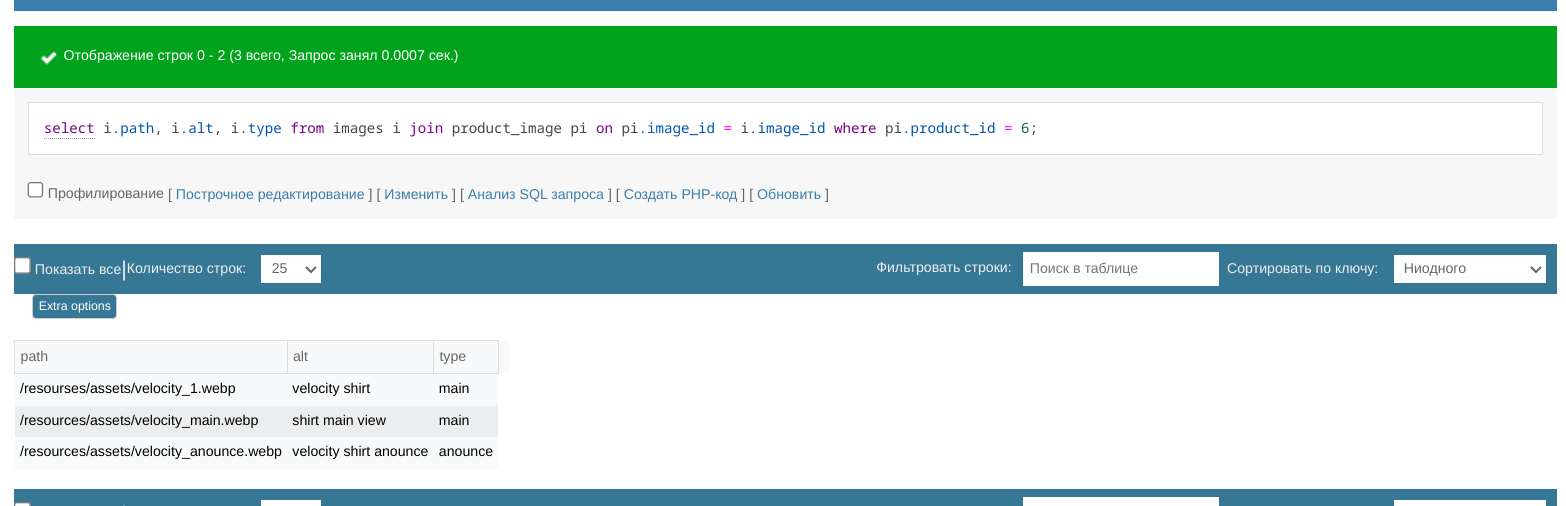 Отображение строк 0 - 2 (3 всего, Запрос занял 0.0007 сек.)
select i.path, i.alt, i.type from images i join product_image pi on pi.image_id = i.image_id where pi.product_id = 6;
Профилирование [ Построчное редактирование ] [ Изменить ] [ Анализ SQL запроса ] [ Создать PHP-код ] [ Обновить ]
Показать все Количество строк: 25 Фильтровать строки: Поиск в таблице Сортировать по ключу: Ниодного
Extra options
path alt type
/resourses/assets/velocity_1.webp velocity shirt main
/resources/assets/velocity_main.webp shirt main view main
/resources/assets/velocity_anounce.webp velocity shirt anounce anounce